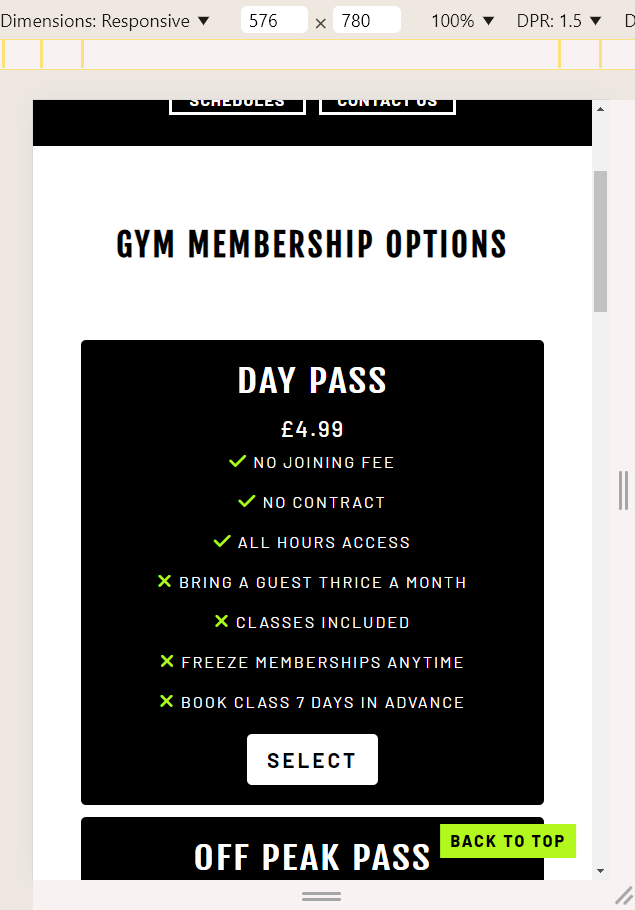 Dimensions: Responsive ▼ 576 × 780 100% ▼ DPR: 1.5 ▼ D
SCHEDULES CONTACT US
GYM MEMBERSHIP OPTIONS
DAY PASS
£4.99
NO JOINING FEE
NO CONTRACT
ALL HOURS ACCESS
BRING A GUEST THRICE A MONTH
CLASSES INCLUDED
FREEZE MEMBERSHIPS ANYTIME
BOOK CLASS 7 DAYS IN ADVANCE
SELECT
OFF PEAK PASS
BACK TO TOP